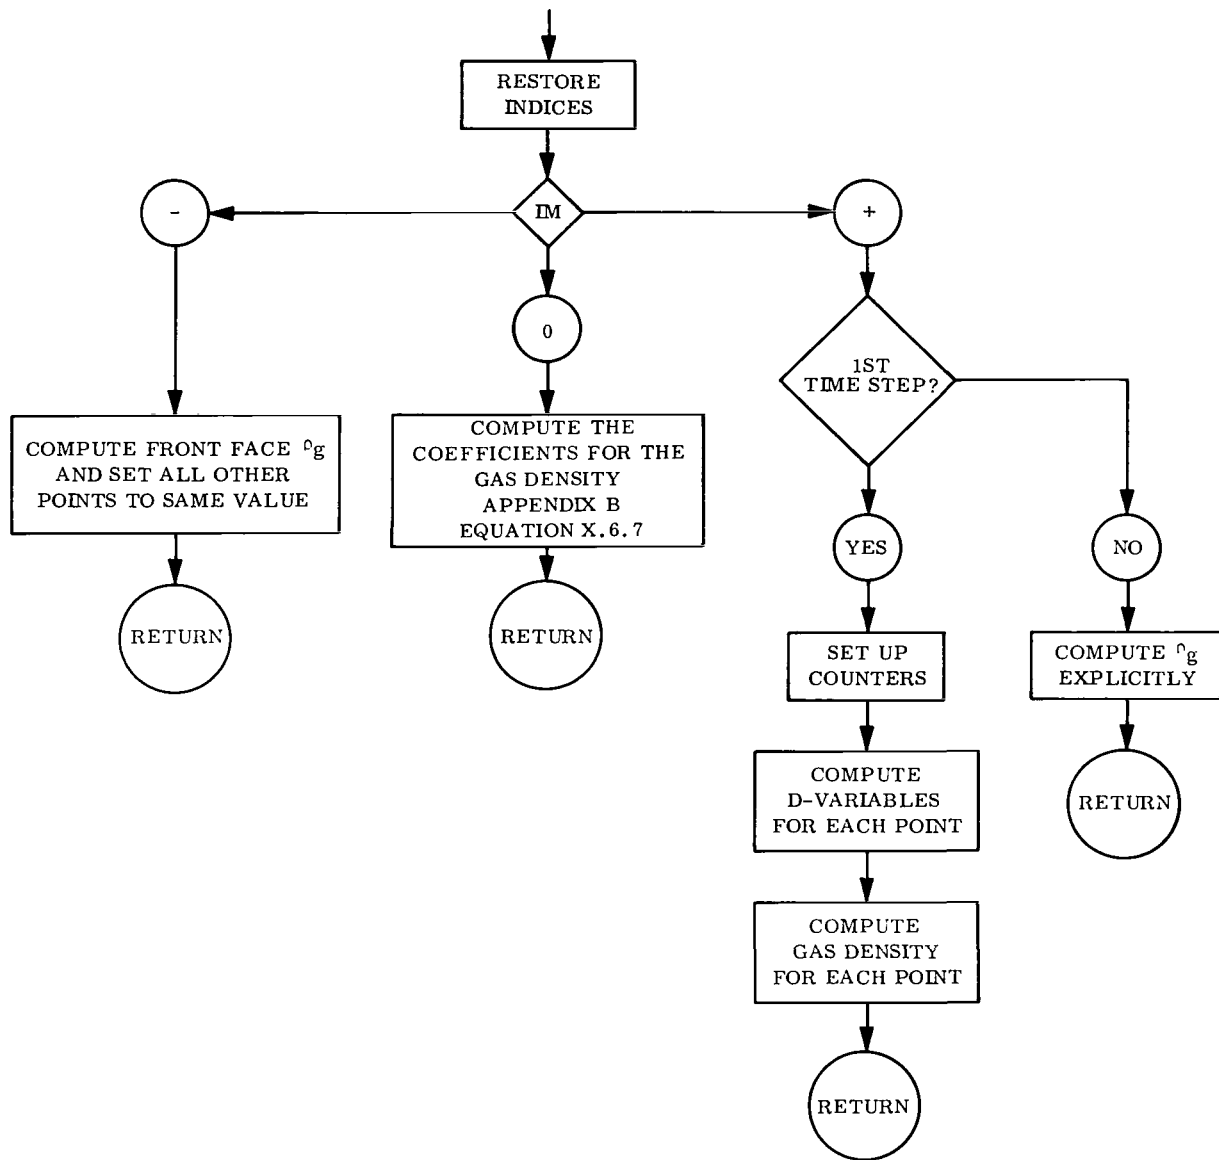 RESTORE
INDICES
IM
-
+
0
1ST
TIME STEP?
COMPUTE FRONT FACE ρg
AND SET ALL OTHER
POINTS TO SAME VALUE
COMPUTE THE
COEFFICIENTS FOR THE
GAS DENSITY
APPENDIX B
EQUATION X.6.7
YES
NO
RETURN
RETURN
SET UP
COUNTERS
COMPUTE ρg
EXPLICITLY
COMPUTE
D-VARIABLES
FOR EACH POINT
RETURN
COMPUTE
GAS DENSITY
FOR EACH POINT
RETURN